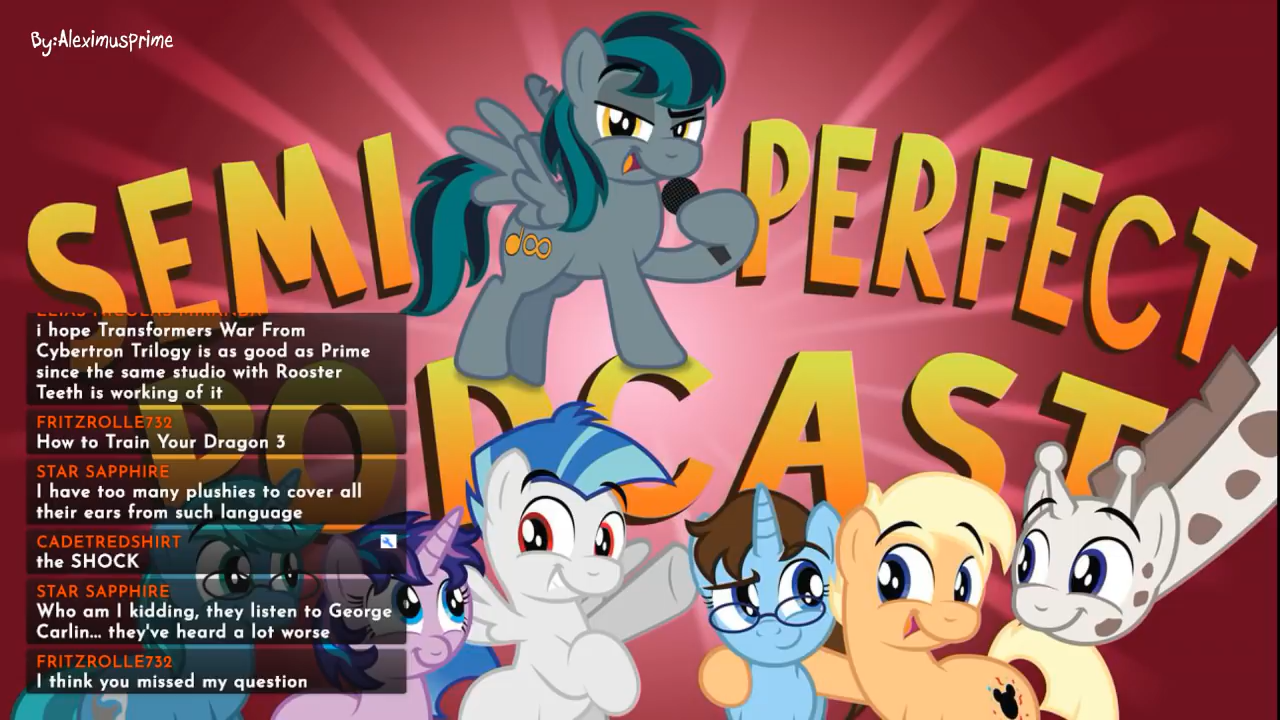 By:Aleximusprime
SEMI PERFECT
PODCAST
ELIAS NICOLAS MIRANDA
i hope Transformers War From
Cybertron Trilogy is as good as Prime
since the same studio with Rooster
Teeth is working of it
FRITZROLLE732
How to Train Your Dragon 3
STAR SAPPHIRE
I have too many plushies to cover all
their ears from such language
CADETREDSHIRT
the SHOCK
STAR SAPPHIRE
Who am I kidding, they listen to George
Carlin... they've heard a lot worse
FRITZROLLE732
I think you missed my question